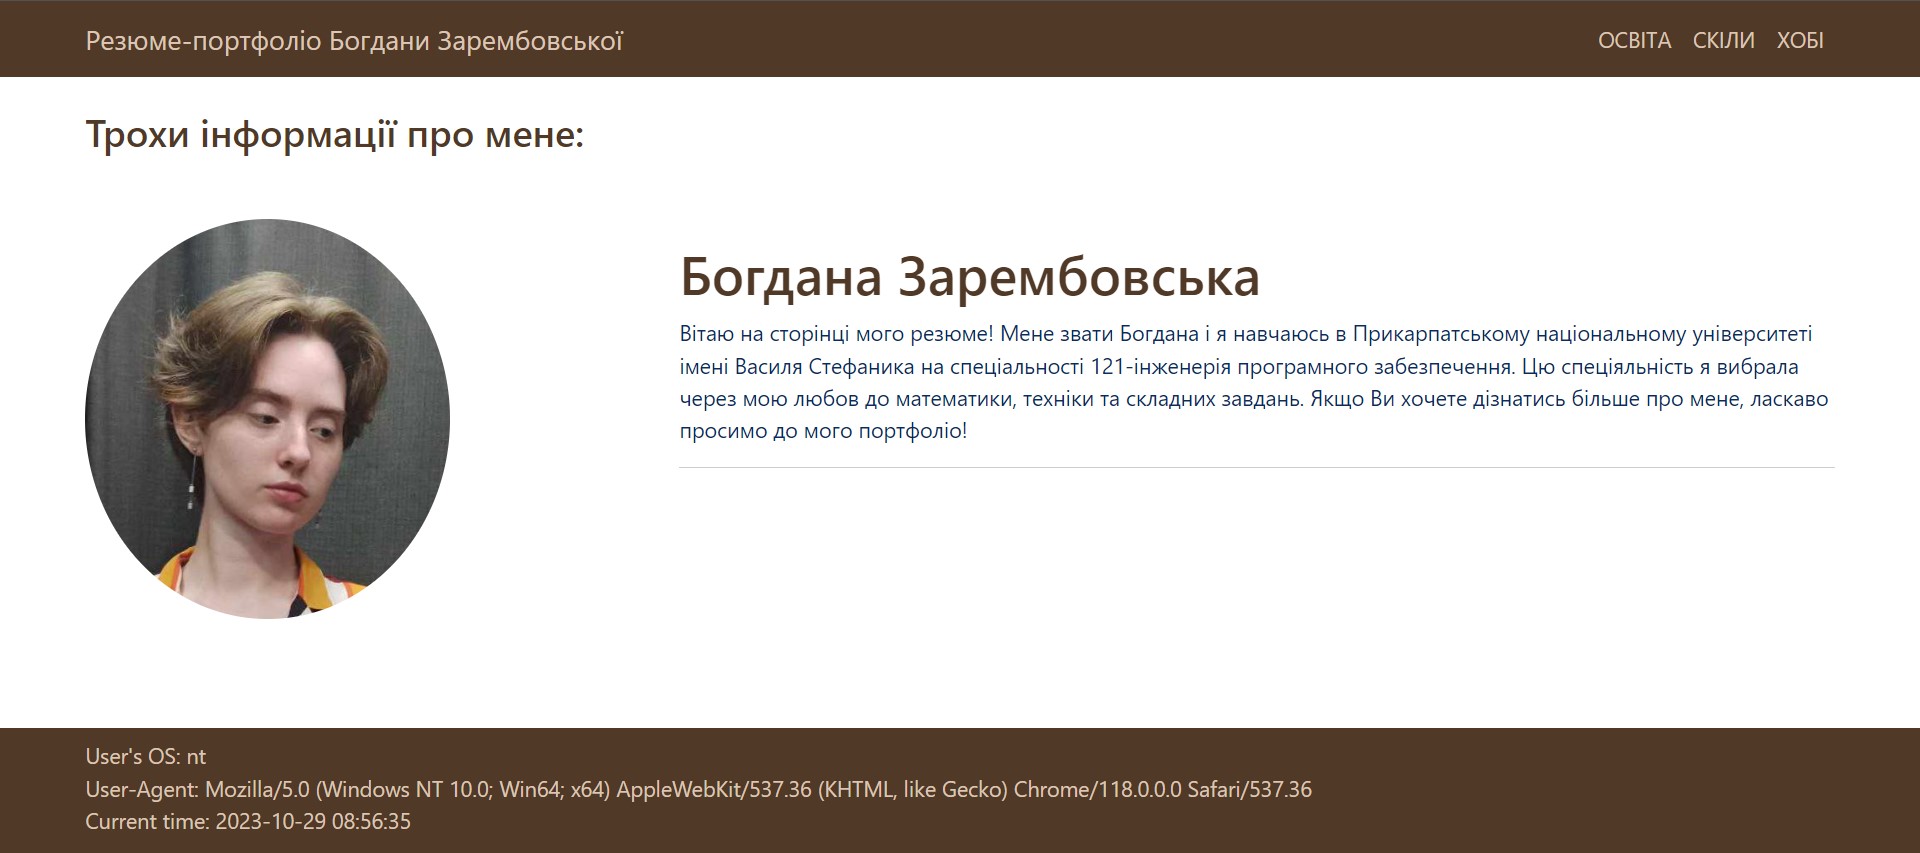 Резюме-портфоліо Богдани Зарембовської
ОСВІТА СКІЛИ ХОБІ
Трохи інформації про мене:
Богдана Зарембовська
Вітаю на сторінці мого резюме! Мене звати Богдана і я навчаюсь в Прикарпатському національному університеті
імені Василя Стефаника на спеціальності 121-інженерія програмного забезпечення. Цю спеціяльність я вибрала
через мою любов до математики, техніки та складних завдань. Якщо Ви хочете дізнатись більше про мене, ласкаво
просимо до мого портфоліо!
User's OS: nt
User-Agent: Mozilla/5.0 (Windows NT 10.0; Win64; x64) AppleWebKit/537.36 (KHTML, like Gecko) Chrome/118.0.0.0 Safari/537.36
Current time: 2023-10-29 08:56:35